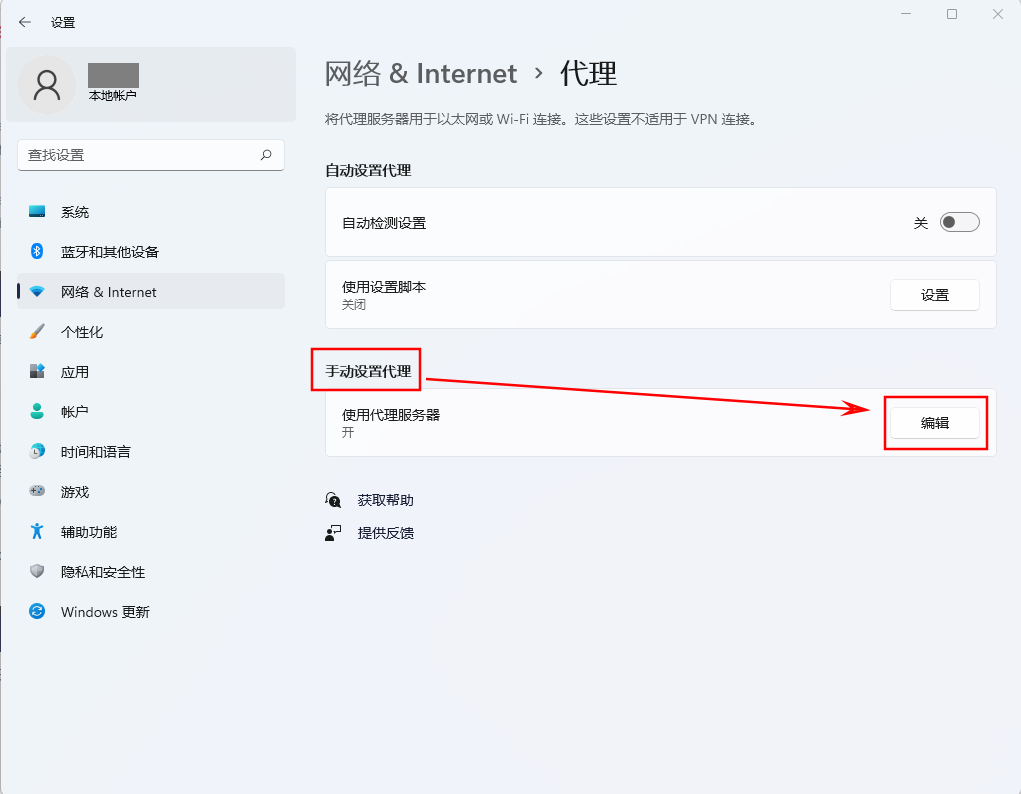 设置
本地帐户
查找设置
系统
蓝牙和其他设备
网络 & Internet
个性化
应用
帐户
时间和语言
游戏
辅助功能
隐私和安全性
Windows 更新
网络 & Internet › 代理
将代理服务器用于以太网或 Wi-Fi 连接。这些设置不适用于 VPN 连接。
自动设置代理
自动检测设置
关
使用设置脚本
关闭
设置
手动设置代理
使用代理服务器
开
编辑
获取帮助
提供反馈